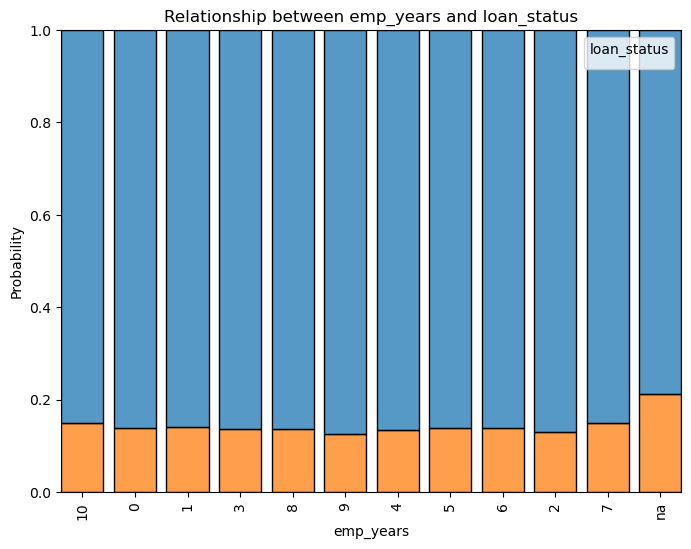 Relationship between emp_years and loan_status
loan_status
Probability
1.0
0.8
0.6
0.4
0.2
0.0
10 0 1 3 8 9 4 5 6 2 7 na
emp_years